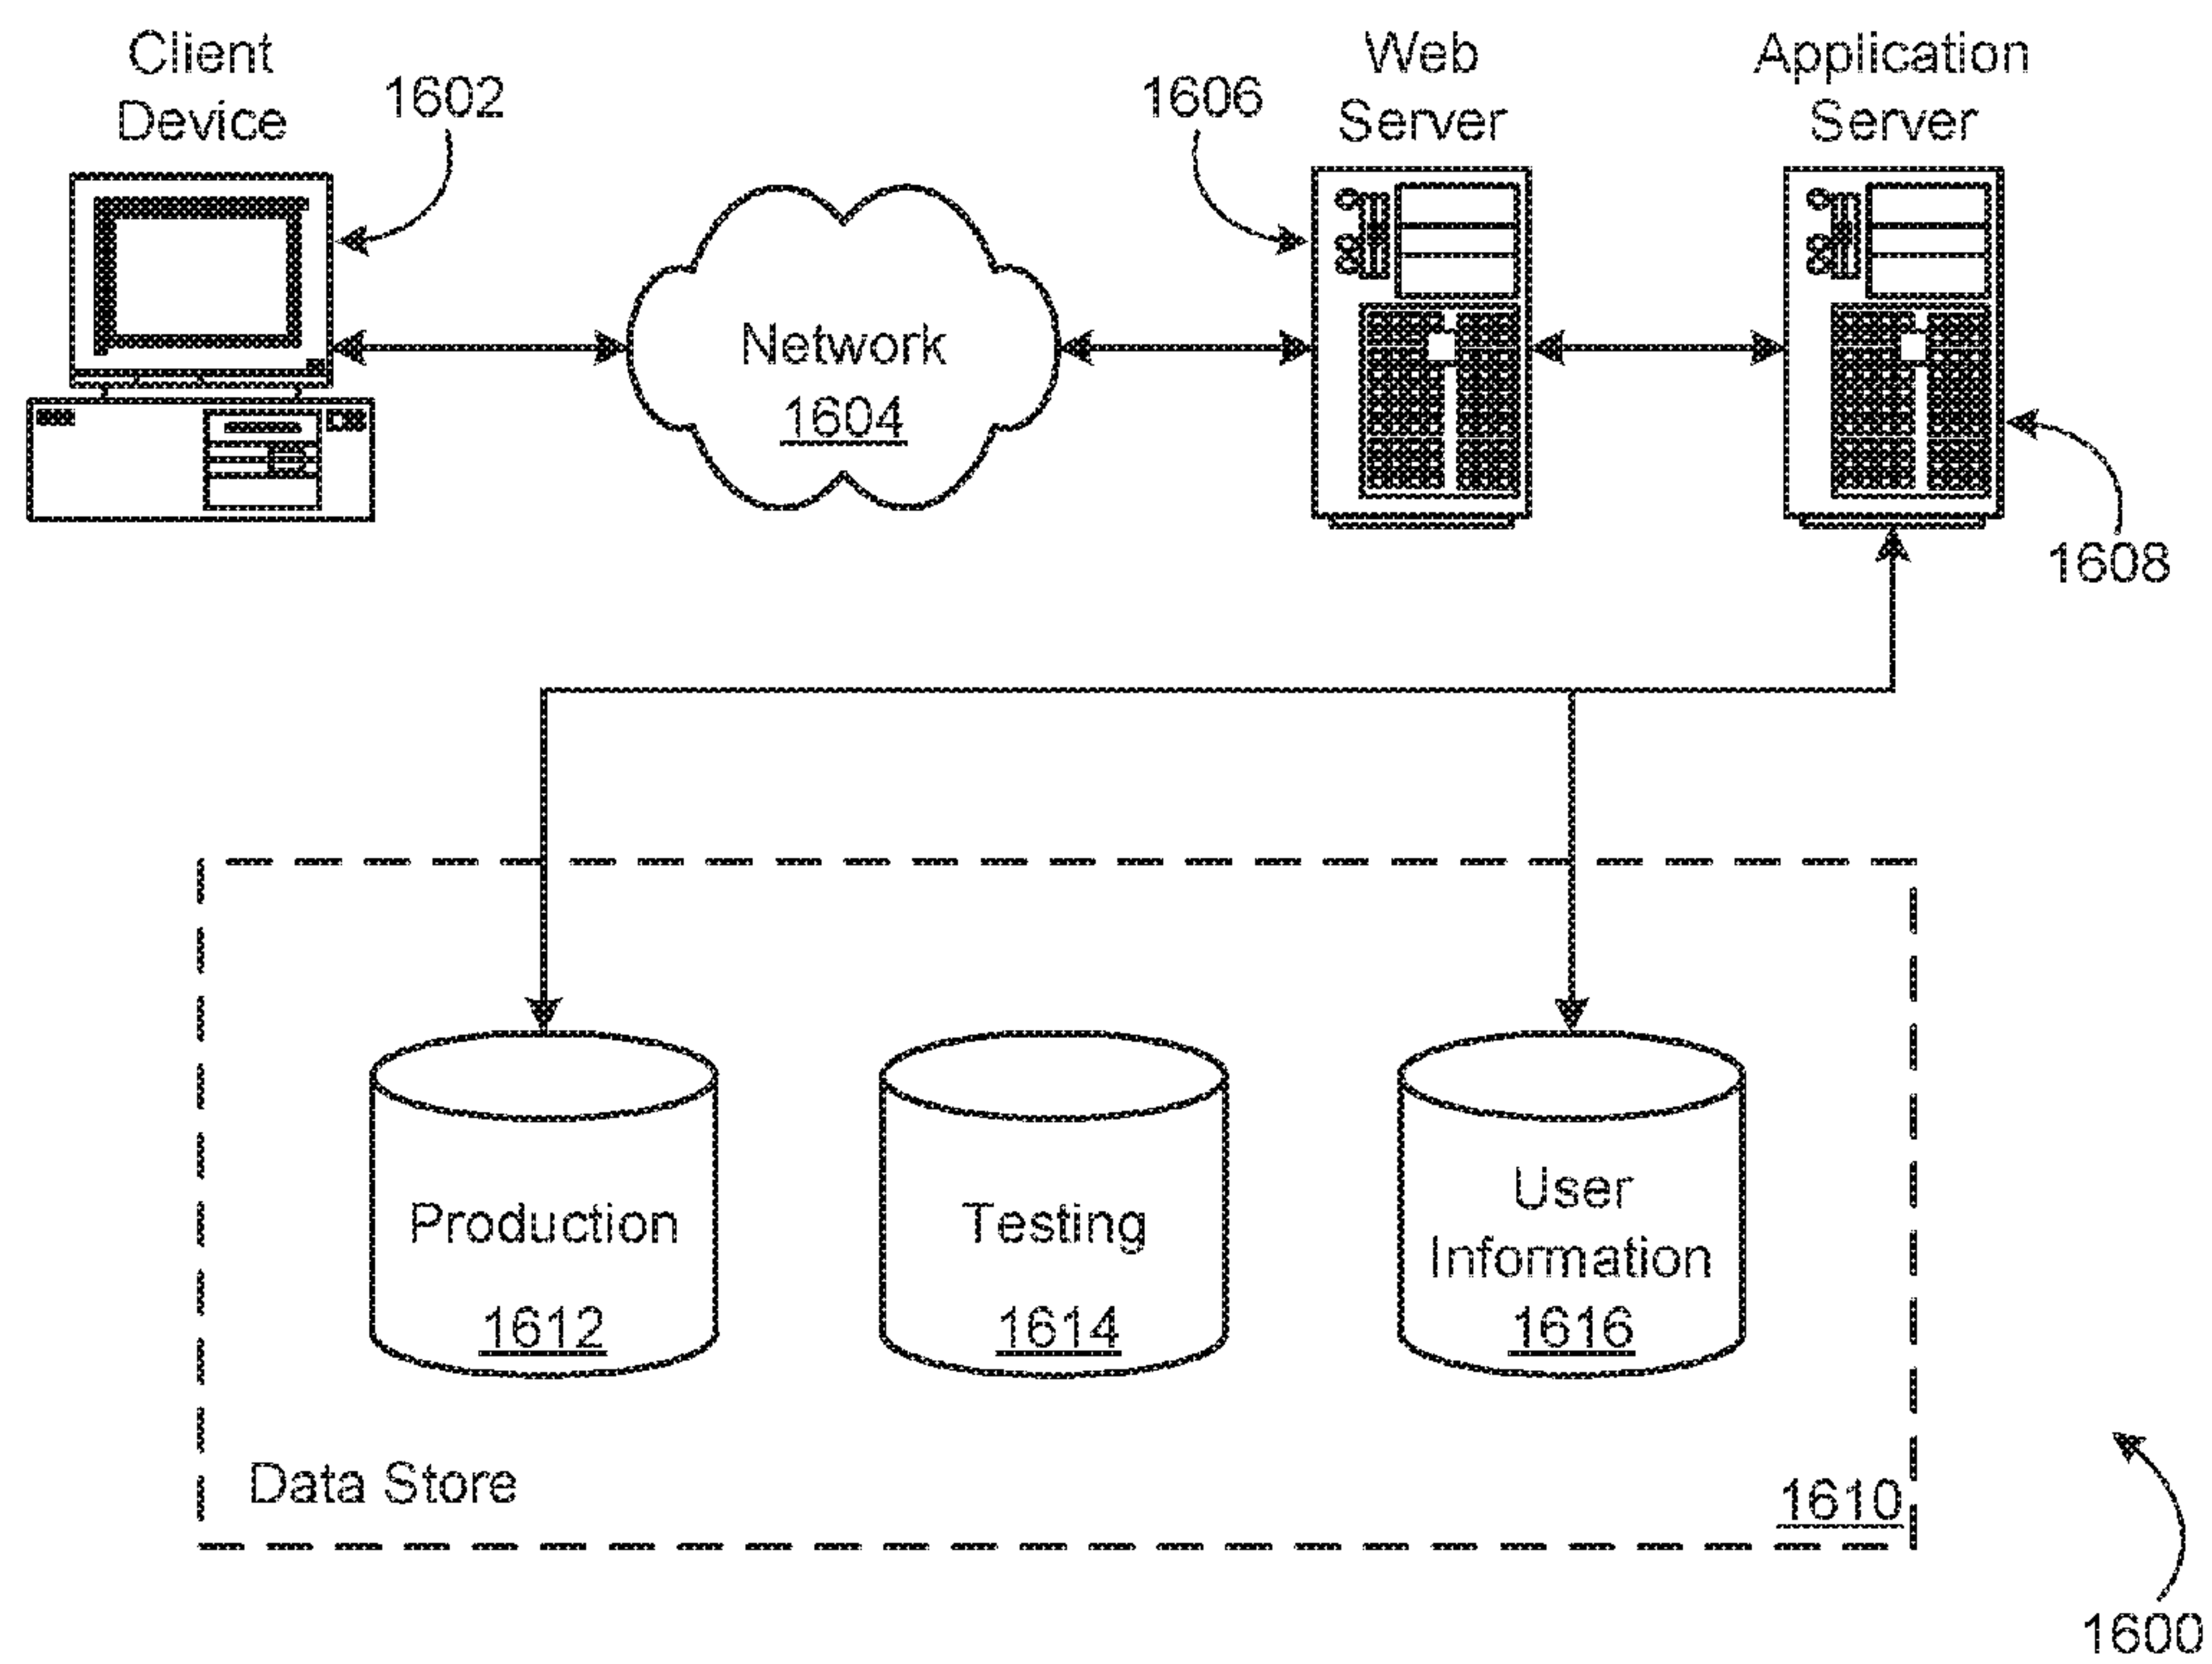 Client
Device
1602
1606
Web
Server
Application
Server
Network
1604
1608
Production
1612
Testing
1614
User
Information
1616
Data Store
1610
1600